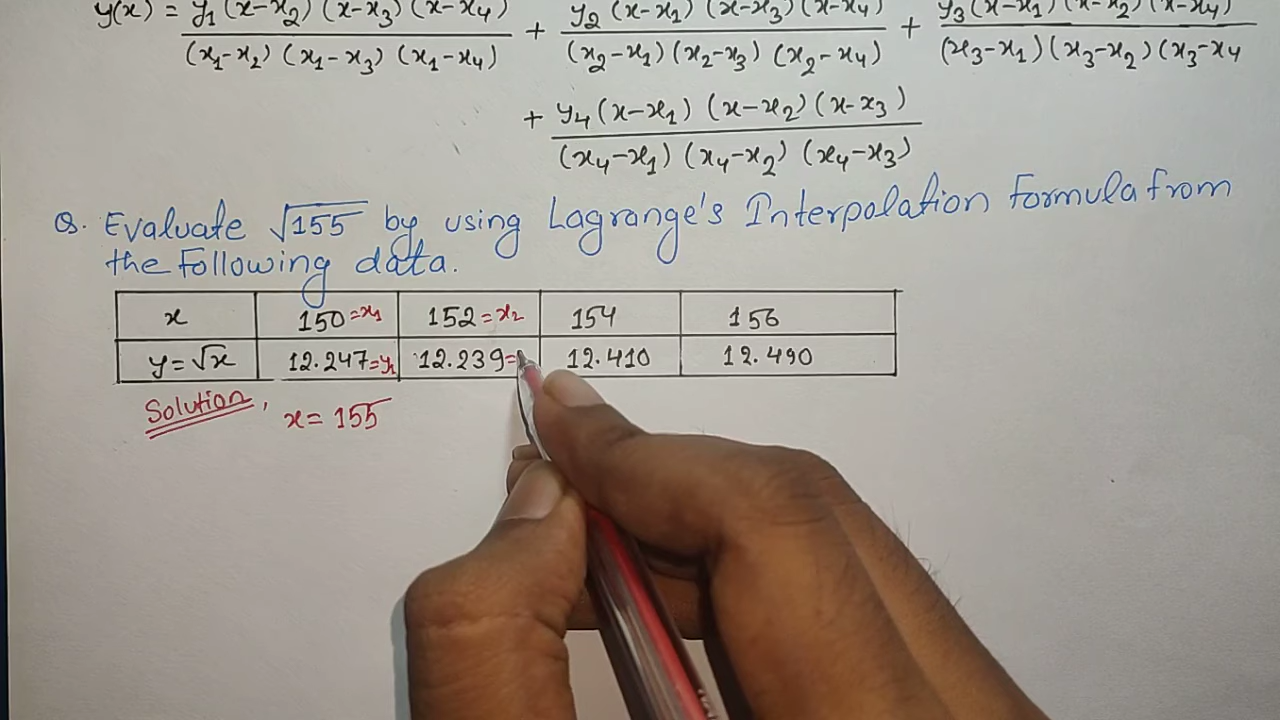 y(x) = y₁(x-x₂)(x-x₃)(x-x₄) + y₂(x-x₁)(x-x₃)(x-x₄) + y₃(x-x₁)(x-x₂)(x-x₄)
(x₁-x₂)(x₁-x₃)(x₁-x₄) (x₂-x₁)(x₂-x₃)(x₂-x₄) (x₃-x₁)(x₃-x₂)(x₃-x₄
+ y₄(x-x₁)(x-x₂)(x-x₃)
(x₄-x₁)(x₄-x₂)(x₄-x₃)
Q. Evaluate √155 by using Lagrange's Interpolation Formula from
the following data.
x 150=x₁ 152=x₂ 154 156
y=√x 12.247=y₁ 12.239= 12.410 12.490
Solution, x=155